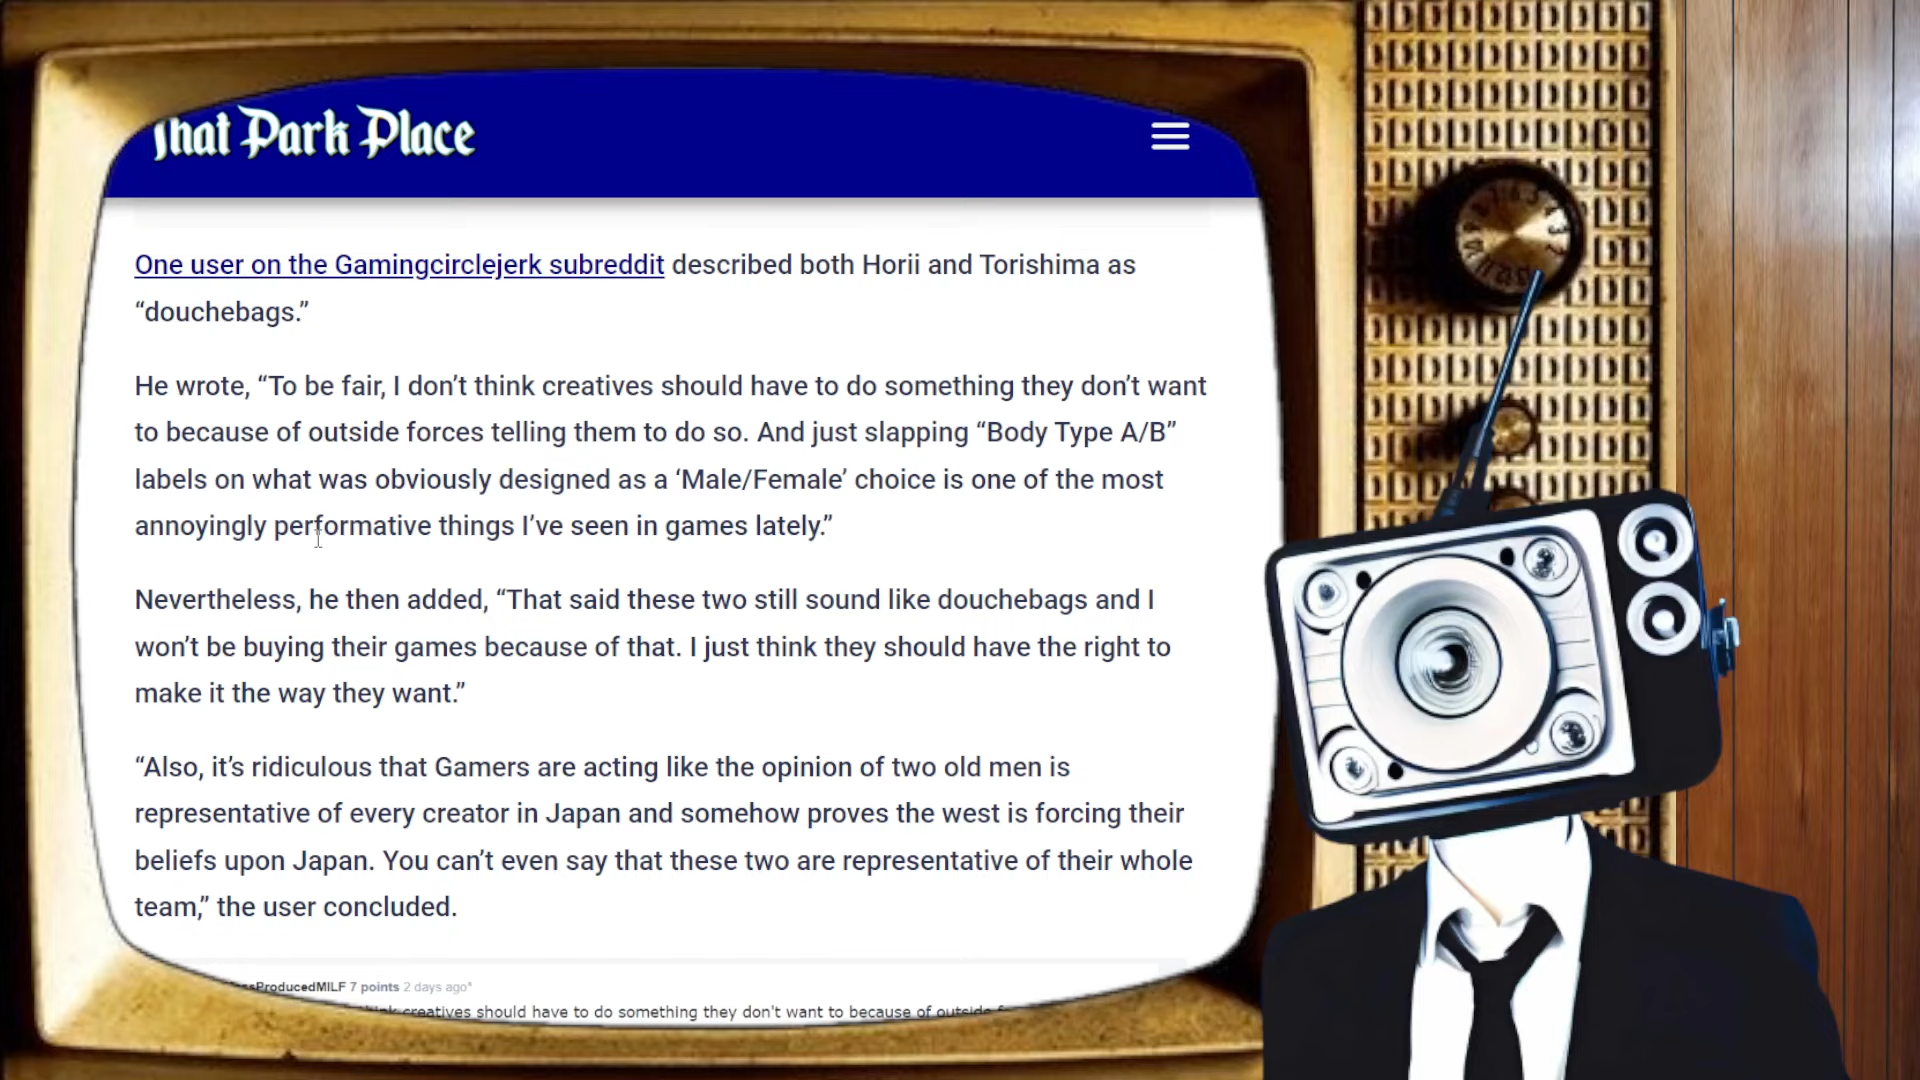 That Park Place
One user on the Gamingcirclejerk subreddit described both Horii and Torishima as
“douchebags.”
He wrote, “To be fair, I don’t think creatives should have to do something they don’t want
to because of outside forces telling them to do so. And just slapping “Body Type A/B”
labels on what was obviously designed as a ‘Male/Female’ choice is one of the most
annoyingly performative things I’ve seen in games lately.”
Nevertheless, he then added, “That said these two still sound like douchebags and I
won’t be buying their games because of that. I just think they should have the right to
make it the way they want.”
“Also, it’s ridiculous that Gamers are acting like the opinion of two old men is
representative of every creator in Japan and somehow proves the west is forcing their
beliefs upon Japan. You can’t even say that these two are representative of their whole
team,” the user concluded.
ProducedMILF 7 points 2 days ago*
creatives should have to do something they don't want to because of outside